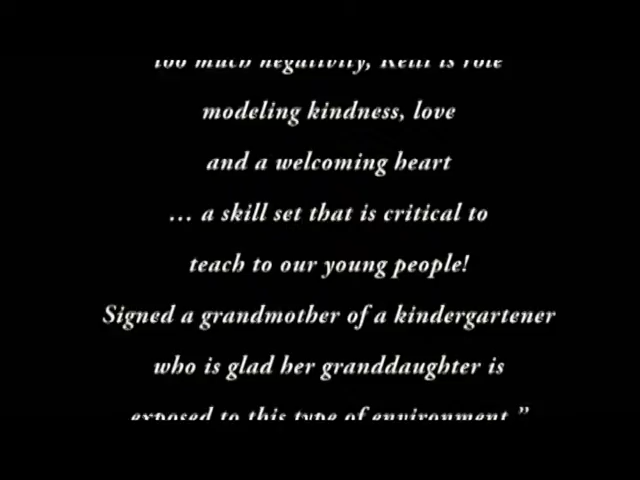 too much negativity, Kelli is role
modeling kindness, love
and a welcoming heart
... a skill set that is critical to
teach to our young people!
Signed a grandmother of a kindergartener
who is glad her granddaughter is
exposed to this type of environment.”